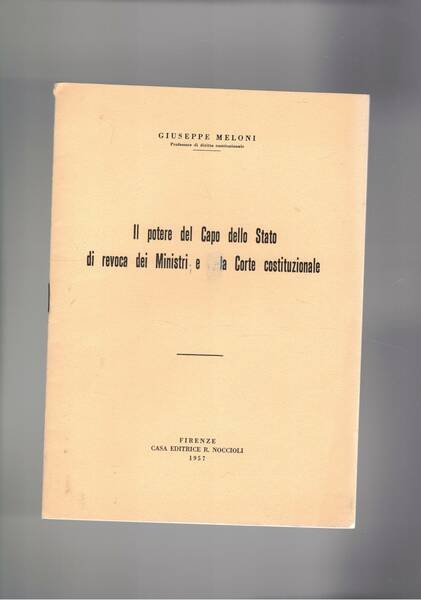 GIUSEPPE MELONI
Professore di diritto costituzionale
Il potere del Capo dello Stato
di revoca dei Ministri e la Corte costituzionale
FIRENZE
CASA EDITRICE R. NOCCIOLI
1957